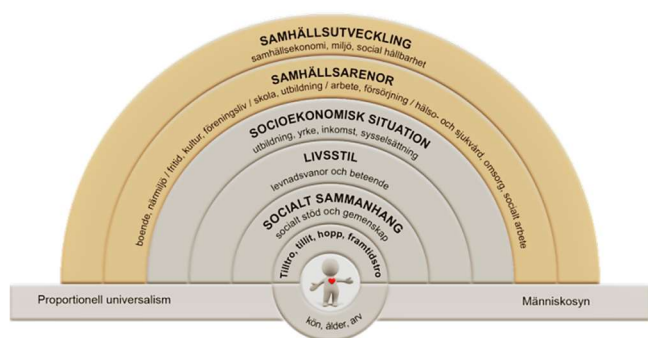 SAMHÄLLSUTVECKLING
samhällsekonomi, miljö, social hållbarhet
SAMHÄLLSARENOR
boende, närmiljö / fritid, kultur, föreningsliv / skola, utbildning / arbete, försörjning / hälso- och sjukvård, omsorg, socialt arbete
SOCIOEKONOMISK SITUATION
utbildning, yrke, inkomst, sysselsättning
LIVSSTIL
levnadsvanor och beteende
SOCIALT SAMMANHANG
socialt stöd och gemenskap
Tilltro, tillit, hopp, framtidstro
Proportionell universalism
Människosyn
kön, ålder, arv